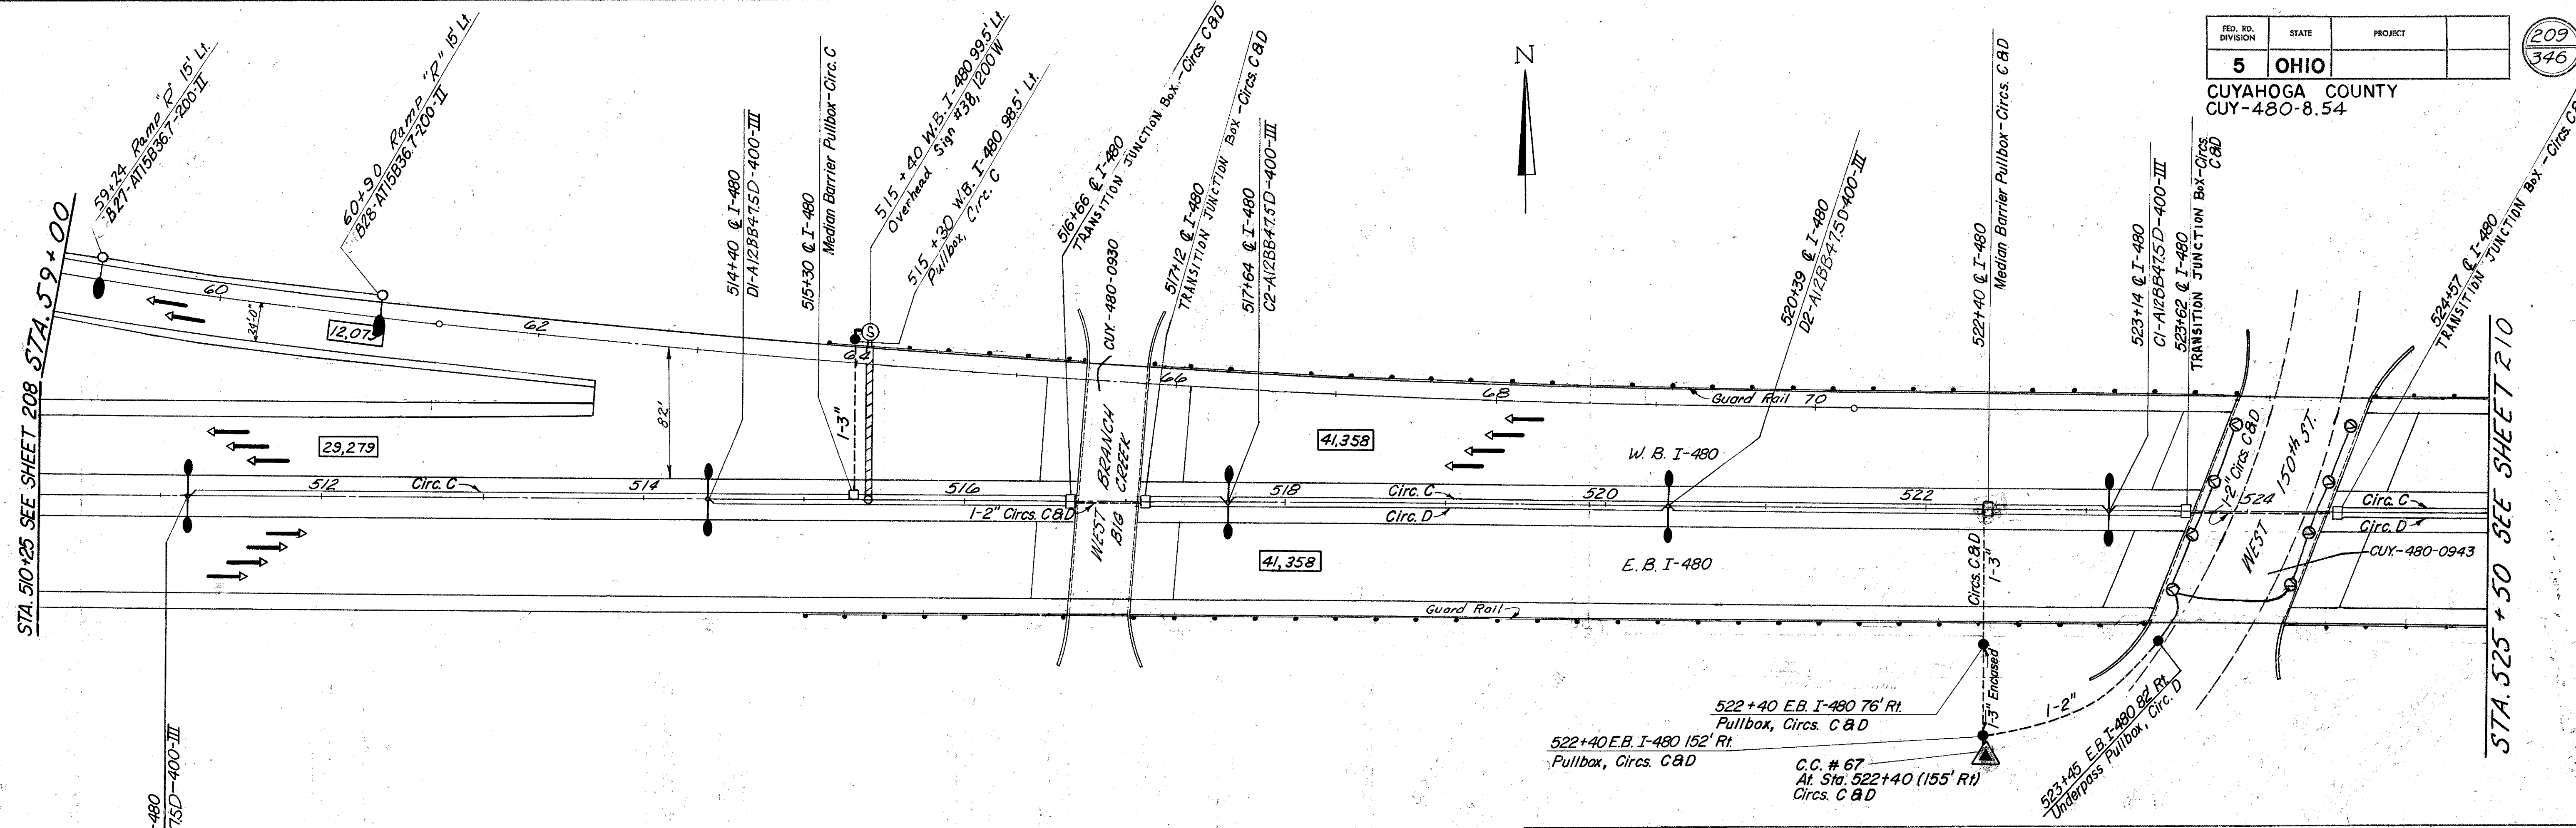 FED. RD. DIVISION
STATE
PROJECT
5
OHIO
209
346
CUYAHOGA COUNTY
CUY-480-8.54
N
59+24 Ramp "R" 15' Lt.
B27-AT15B36.7-200-II
60+90 Ramp "R" 15' Lt.
B28-AT15B36.7-200-II
514+40 ℄ I-480
D1-A12BB47.5D-400-III
515+30 ℄ I-480
Median Barrier Pullbox-Circ. C
515+40 W.B. I-480 99.5' Lt.
Overhead Sign #38, 1200W
515+30 W.B. I-480 98.5' Lt.
Pullbox, Circ. C
516+66 ℄ I-480
TRANSITION JUNCTION BOX-Circs. C&D
CUY.-480-0930
517+12 ℄ I-480
TRANSITION JUNCTION BOX-Circs. C&D
517+64 ℄ I-480
C2-A12BB47.5D-400-III
520+39 ℄ I-480
D2-A12BB47.5D-400-III
522+40 ℄ I-480
Median Barrier Pullbox-Circs. C&D
523+14 ℄ I-480
C1-A12BB47.5D-400-III
523+62 ℄ I-480
TRANSITION JUNCTION BOX-Circs. C&D
524+57 ℄ I-480
TRANSITION JUNCTION BOX-Circs.
STA. 59+00
STA. 510+25 SEE SHEET 208
60
24'-0"
62
64
66
68
Guard Rail 70
S
82'
1-3"
29,279
41,358
W. B. I-480
512
Circ. C
514
516
518
Circ. C
520
522
524
Circ. C
Circ. D
Circ. D
1-2" Circs. C&D
WEST BRANCH
BIG CREEK
1-2" Circs. C&D
WEST 150th ST.
CUY.-480-0943
41,358
E. B. I-480
Circs. C&D
1-3"
Guard Rail
1-3" Encased
1-2"
522+40 E.B. I-480 76' Rt.
Pullbox, Circs. C&D
522+40 E.B. I-480 152' Rt.
Pullbox, Circs. C&D
C.C. # 67
At. Sta. 522+40 (155' Rt)
Circs. C&D
523+45 E.B. I-480 82' Rt.
Underpass Pullbox, Circ. D
STA. 525+50 SEE SHEET 210
-480
7.5D-400-III